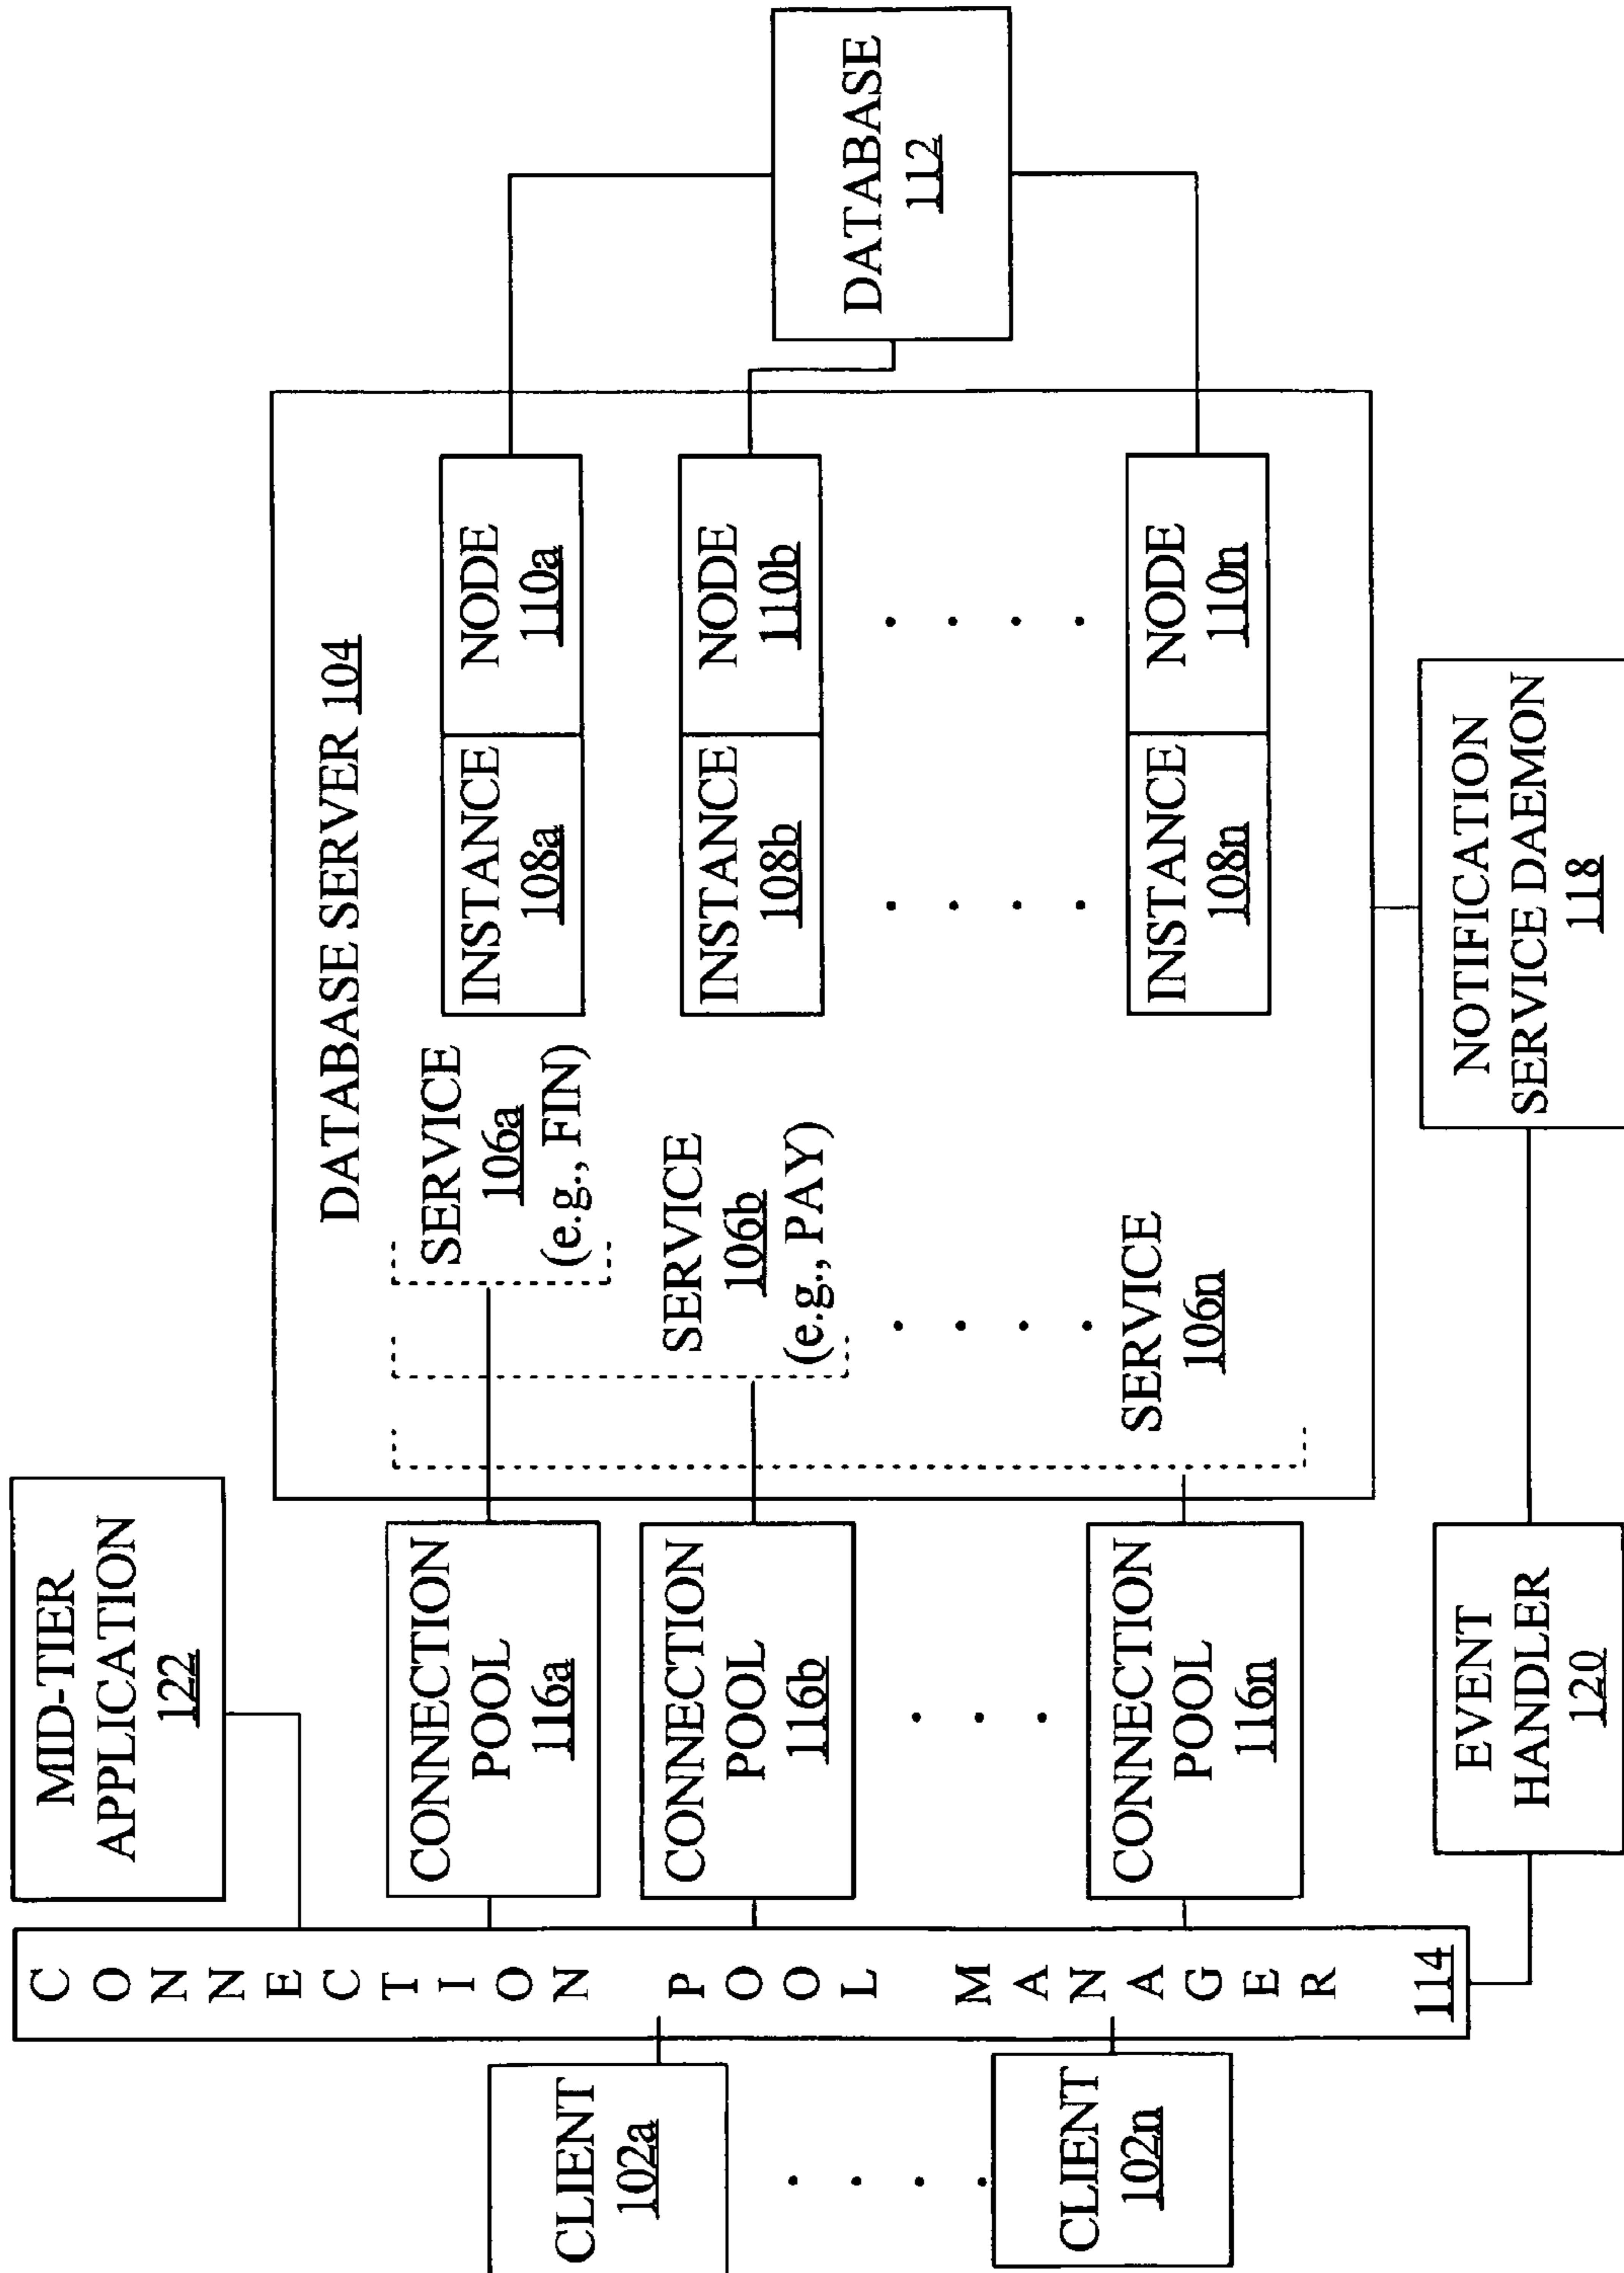 CLIENT
102a
CLIENT
102n
CONNECTION POOL MANAGER
114
MID-TIER
APPLICATION
122
CONNECTION
POOL
116a
CONNECTION
POOL
116b
CONNECTION
POOL
116n
EVENT
HANDLER
120
DATABASE SERVER 104
SERVICE
106a
(e.g., FIN)
SERVICE
106b
(e.g., PAY)
SERVICE
106n
INSTANCE
108a
NODE
110a
INSTANCE
108b
NODE
110b
INSTANCE
108n
NODE
110n
NOTIFICATION
SERVICE DAEMON
118
DATABASE
112